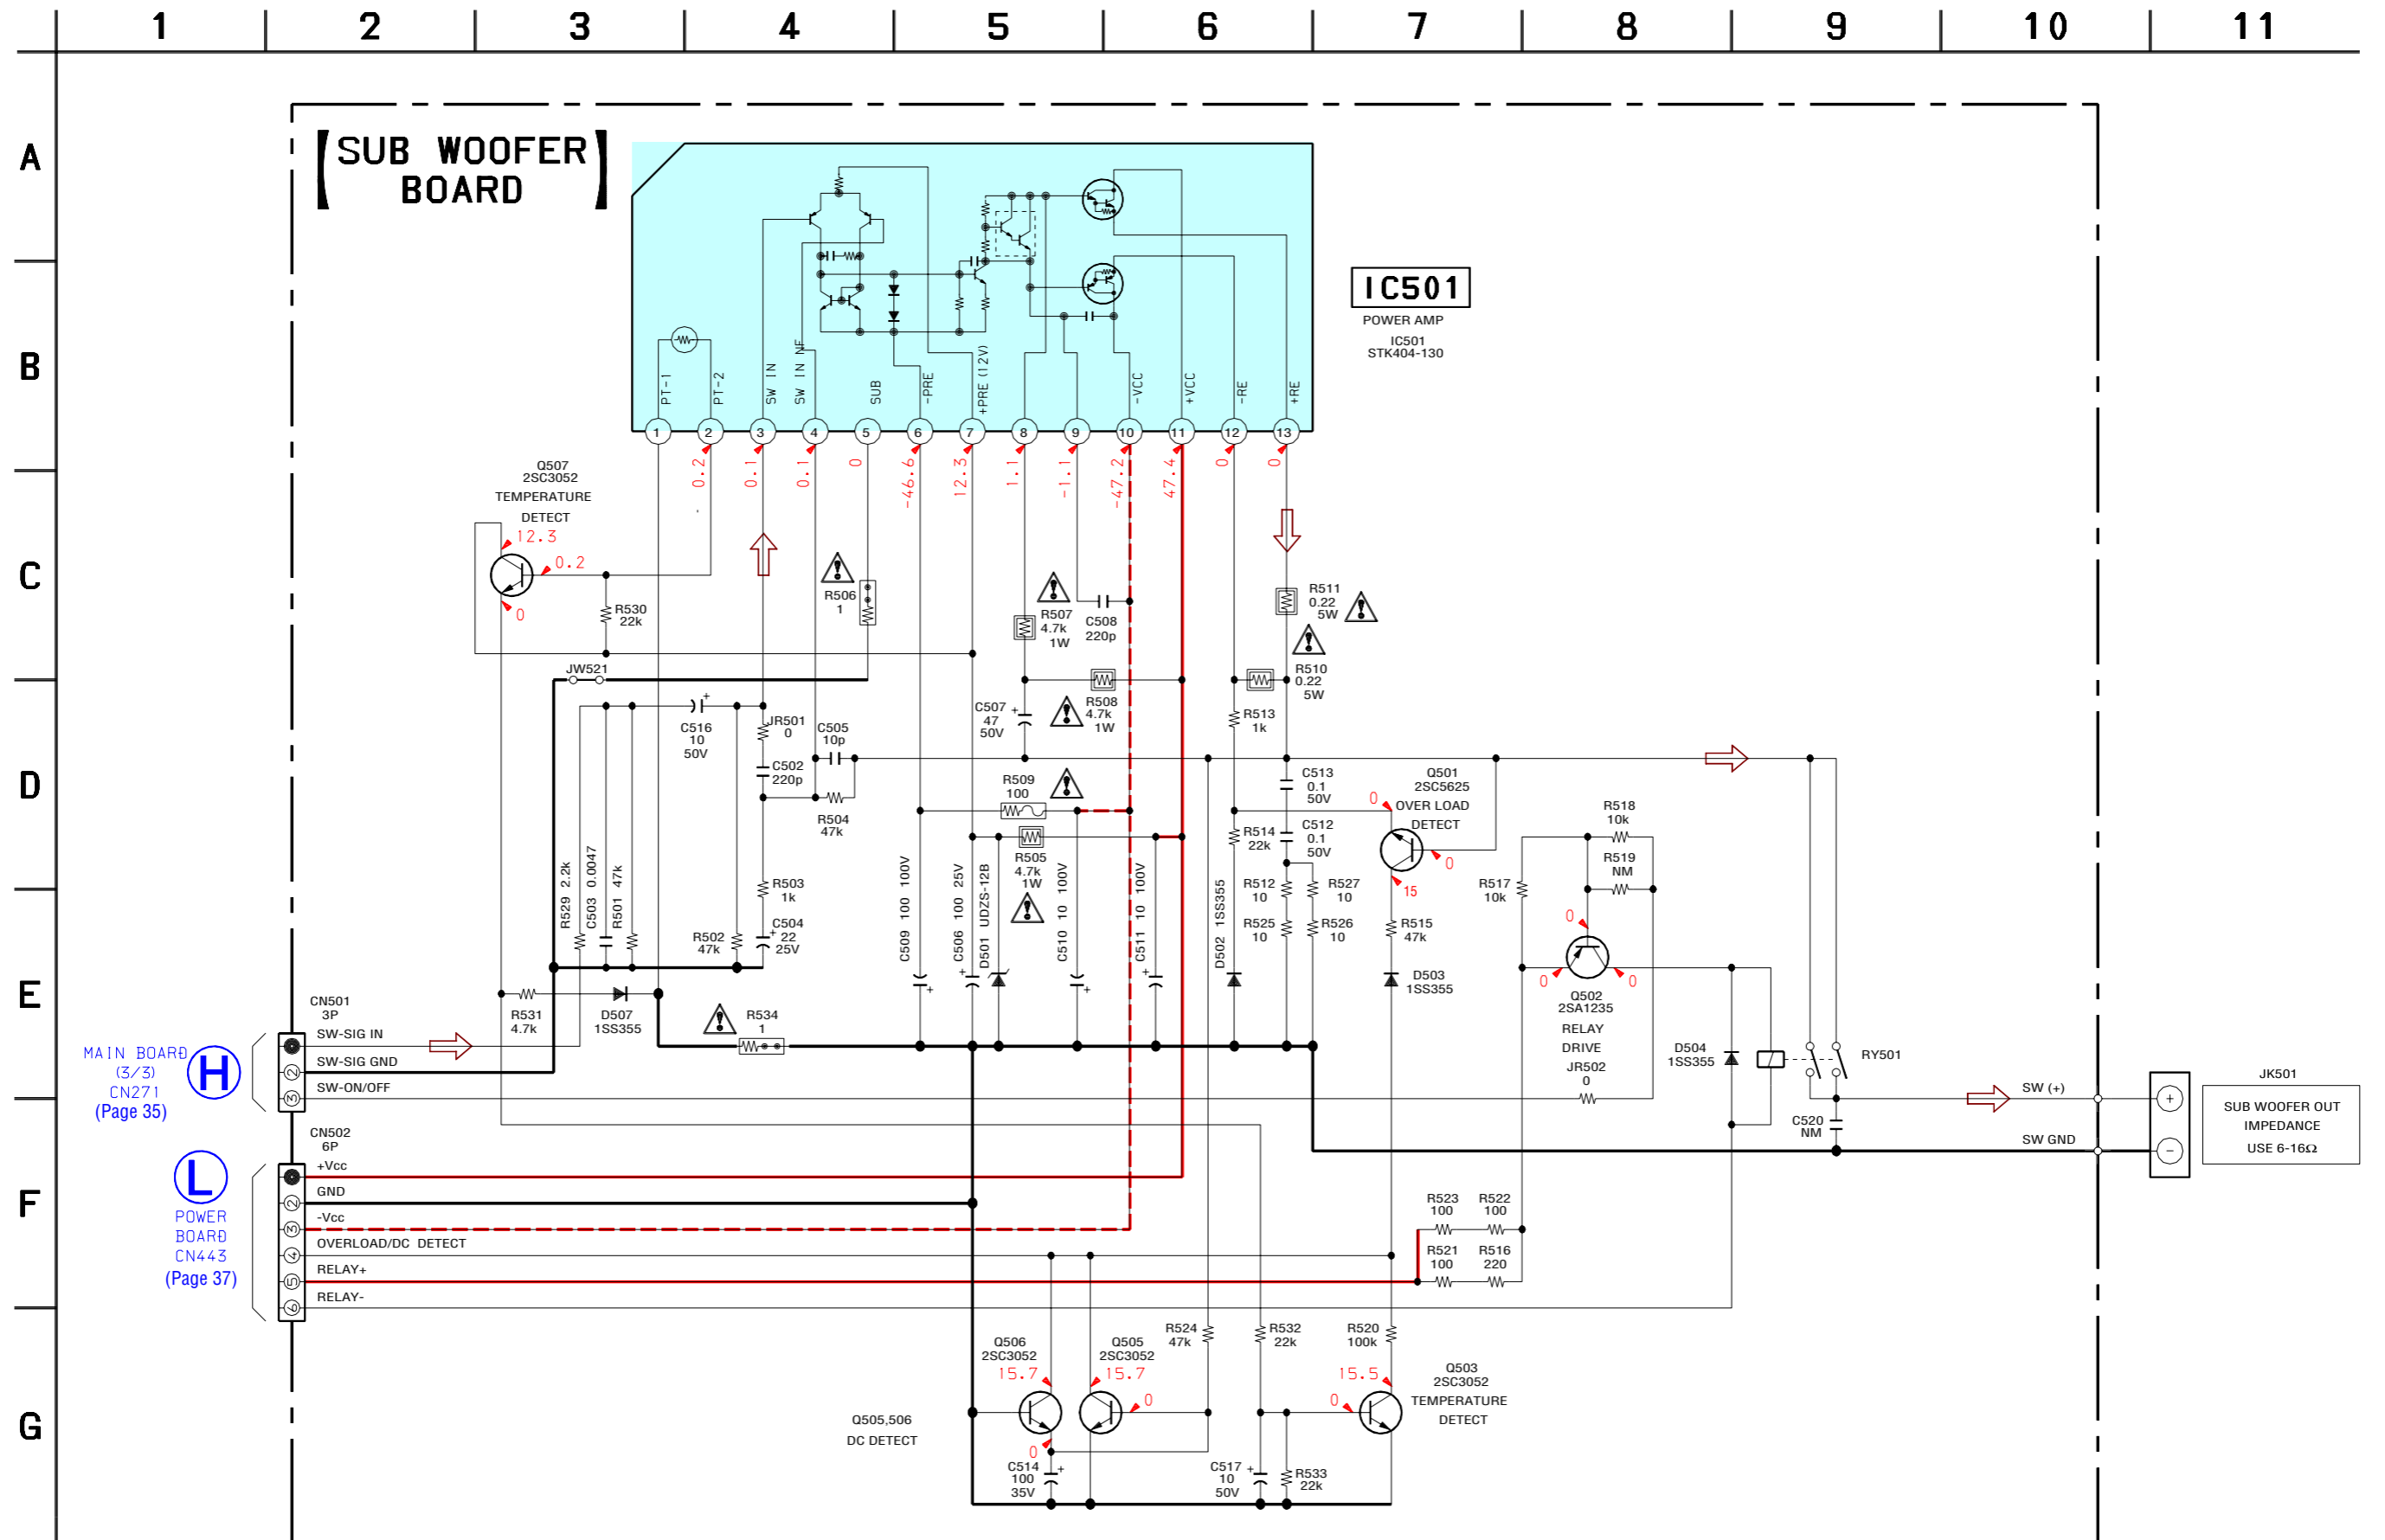 1 2 3 4 5 6 7 8 9 10 11
A
B
C
D
E
F
G
SUB WOOFER
BOARD
IC501
POWER AMP
IC501
STK404-130
PT-1
PT-2
SW IN
SW IN NF
SUB
-PRE
+PRE (12V)
-VCC
+VCC
-RE
+RE
1 2 3 4 5 6 7 8 9 10 11 12 13
0.2
0.1
0.1
0
-46.6
12.3
1.1
-1.1
-47.2
47.4
0
0
Q507
2SC3052
TEMPERATURE
DETECT
12.3
0.2
0
R530
22k
R506
1
R507
4.7k
1W
C508
220p
R511
0.22
5W
R510
0.22
5W
JW521
C516
10
50V
JR501
0
C505
10p
C502
220p
R504
47k
C507
47
50V
R508
4.7k
1W
R513
1k
R509
100
C513
0.1
50V
Q501
2SC5625
OVER LOAD
DETECT
0
0
15
R518
10k
R519
NM
R529 2.2k
C503 0.0047
R501 47k
R503
1k
R502
47k
C504
22
25V
C509 100 100V
C506 100 25V
D501 UDZS-12B
R505
4.7k
1W
C510 10 100V
C511 10 100V
R514
22k
C512
0.1
50V
D502 1SS355
R512
10
R527
10
R525
10
R526
10
R515
47k
R517
10k
D503
1SS355
0
0
0
Q502
2SA1235
RELAY
DRIVE
JR502
0
D504
1SS355
RY501
R531
4.7k
D507
1SS355
R534
1
CN501
3P
SW-SIG IN
SW-SIG GND
SW-ON/OFF
2
3
MAIN BOARD
(3/3)
CN271
(Page 35)
H
C520
NM
SW (+)
SW GND
JK501
+
-
SUB WOOFER OUT
IMPEDANCE
USE 6-16Ω
CN502
6P
+Vcc
GND
-Vcc
OVERLOAD/DC DETECT
RELAY+
RELAY-
2
3
4
5
6
L
POWER
BOARD
CN443
(Page 37)
R523
100
R522
100
R521
100
R516
220
Q506
2SC3052
15.7
0
Q505
2SC3052
15.7
0
R524
47k
R532
22k
R520
100k
15.5
0
Q503
2SC3052
TEMPERATURE
DETECT
Q505,506
DC DETECT
C514
100
35V
C517
10
50V
R533
22k